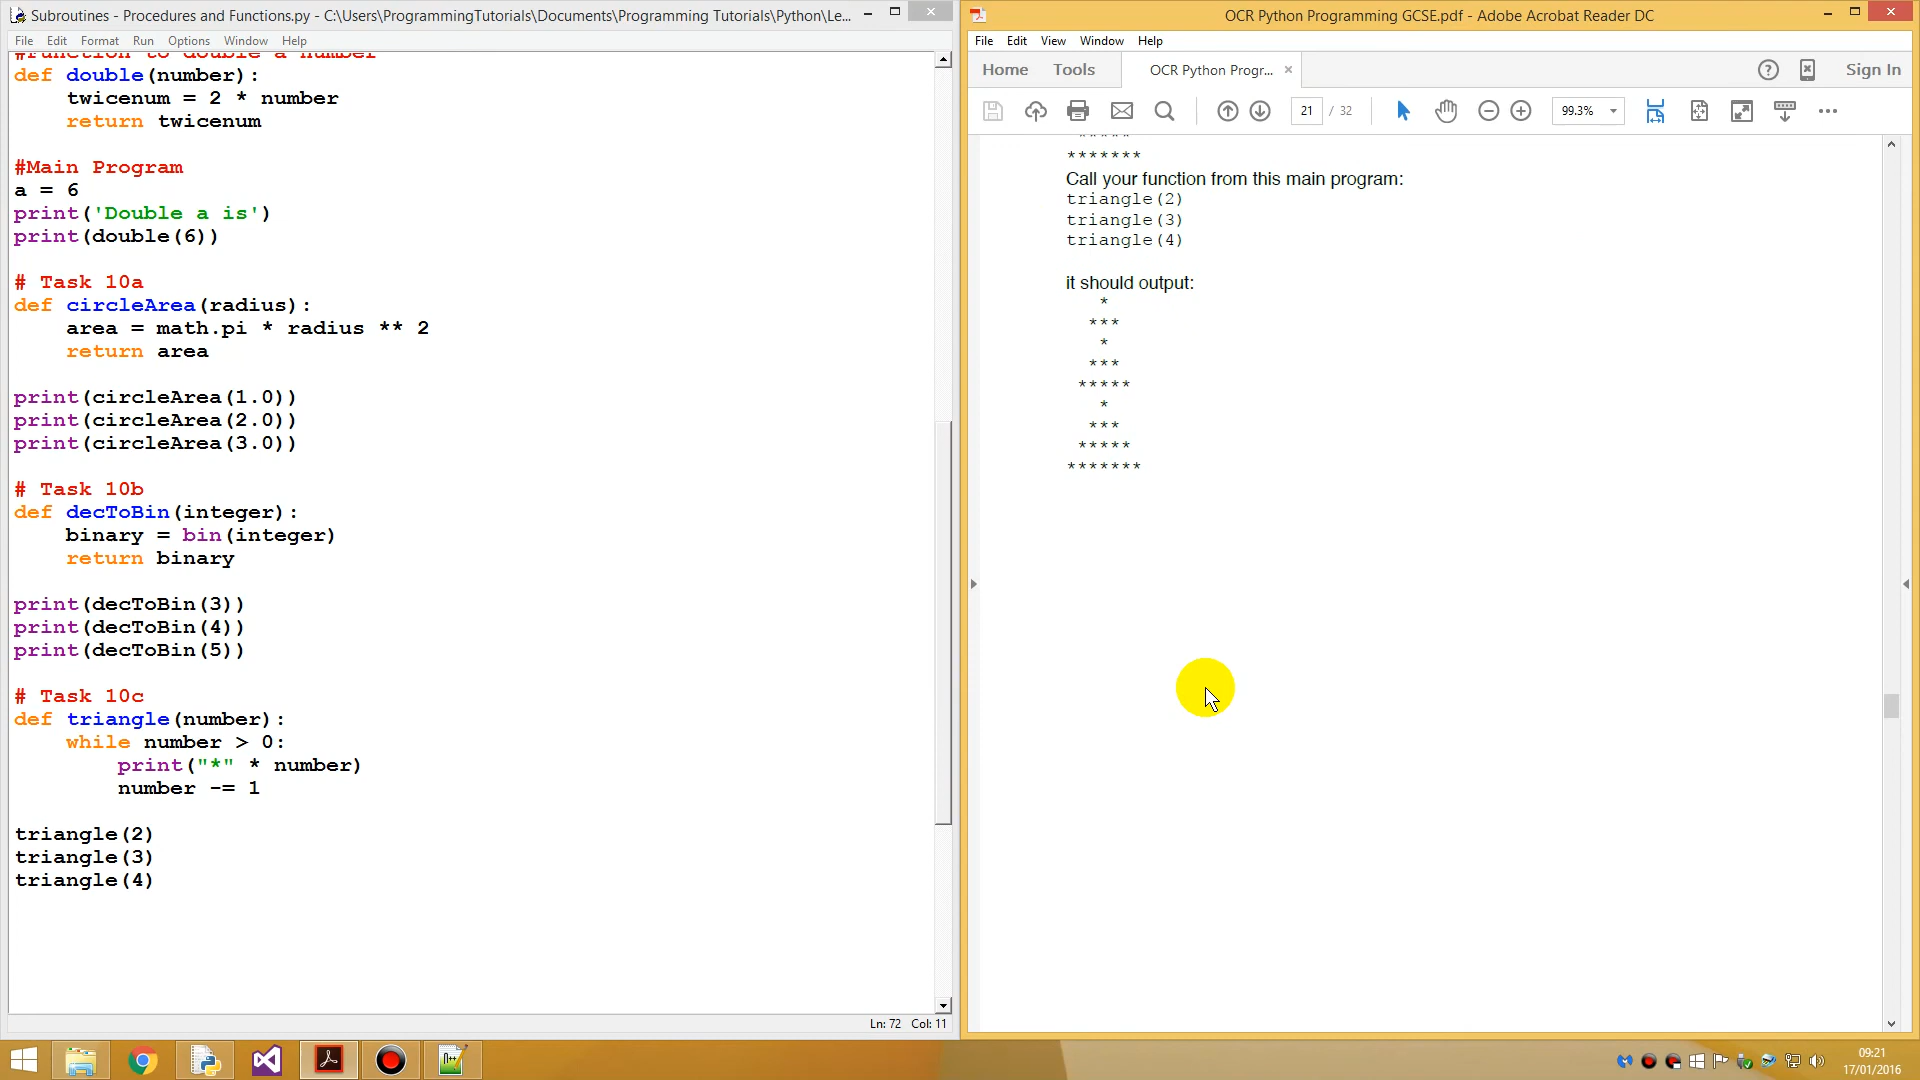 Subroutines - Procedures and Functions.py - C:\Users\ProgrammingTutorials\Documents\Programming Tutorials\Python\Le...
File Edit Format Run Options Window Help
#Function to double a number
def double(number):
    twicenum = 2 * number
    return twicenum
#Main Program
a = 6
print('Double a is')
print(double(6))
# Task 10a
def circleArea(radius):
    area = math.pi * radius ** 2
    return area
print(circleArea(1.0))
print(circleArea(2.0))
print(circleArea(3.0))
# Task 10b
def decToBin(integer):
    binary = bin(integer)
    return binary
print(decToBin(3))
print(decToBin(4))
print(decToBin(5))
# Task 10c
def triangle(number):
    while number > 0:
        print("*" * number)
        number -= 1
triangle(2)
triangle(3)
triangle(4)
Ln: 72 Col: 11
OCR Python Programming GCSE.pdf - Adobe Acrobat Reader DC
File Edit View Window Help
Home Tools OCR Python Progr... × Sign In
21 / 32 99.3%
*****
*******
Call your function from this main program:
triangle(2)
triangle(3)
triangle(4)
it should output:
*
***
*
***
*****
*
***
*****
*******
09:21
17/01/2016